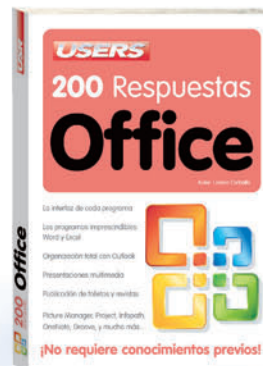 USERS
200 Respuestas
Office
La interfaz de cada programa
Los programas imprescindibles:
Word y Excel
Organización total con Outlook
Presentaciones multimedia
Publicación de folletos y revistas
Picture Manager, Project, Infopath,
OneNote, Groove, y mucho más...
¡No requiere conocimientos previos!
USERS
200 Office